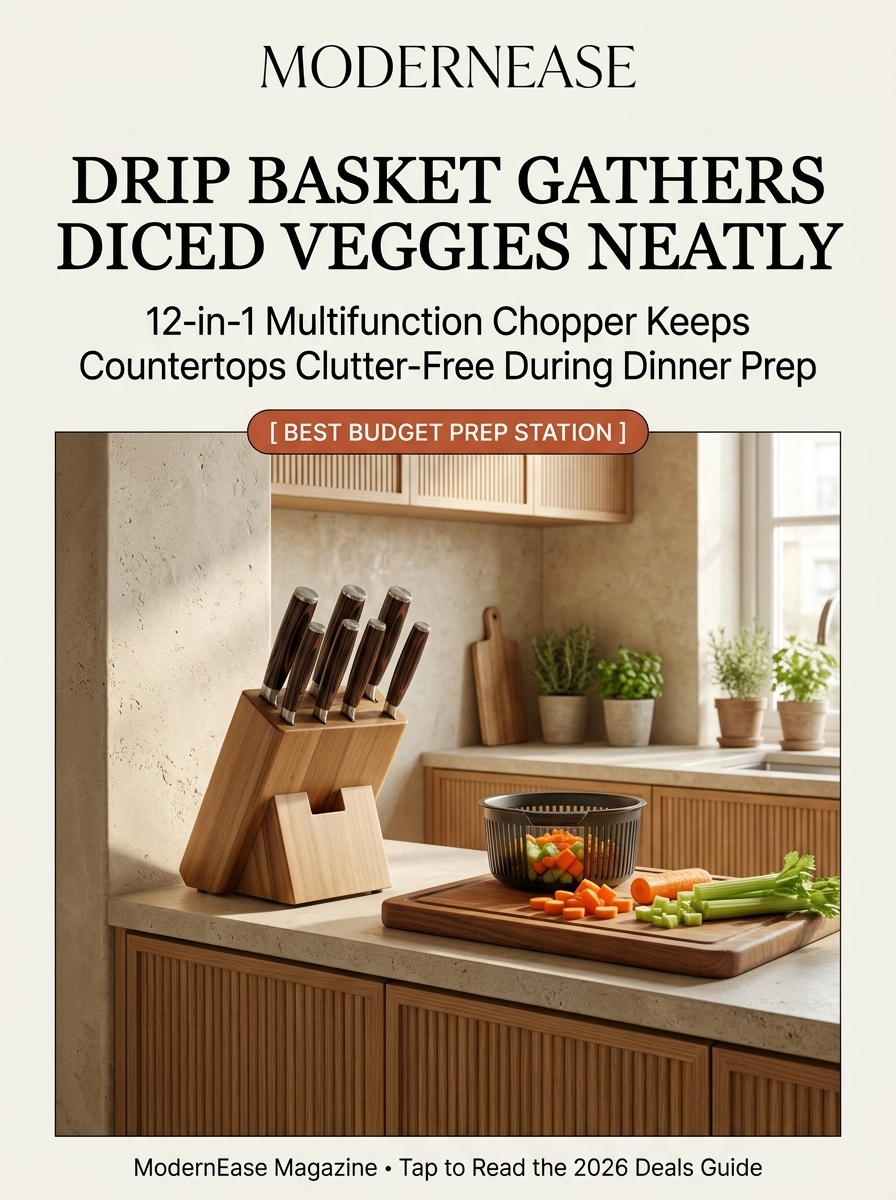 MODERNEASE
DRIP BASKET GATHERS
DICED VEGGIES NEATLY
12-in-1 Multifunction Chopper Keeps
Countertops Clutter-Free During Dinner Prep
[ BEST BUDGET PREP STATION ]
ModernEase Magazine • Tap to Read the 2026 Deals Guide